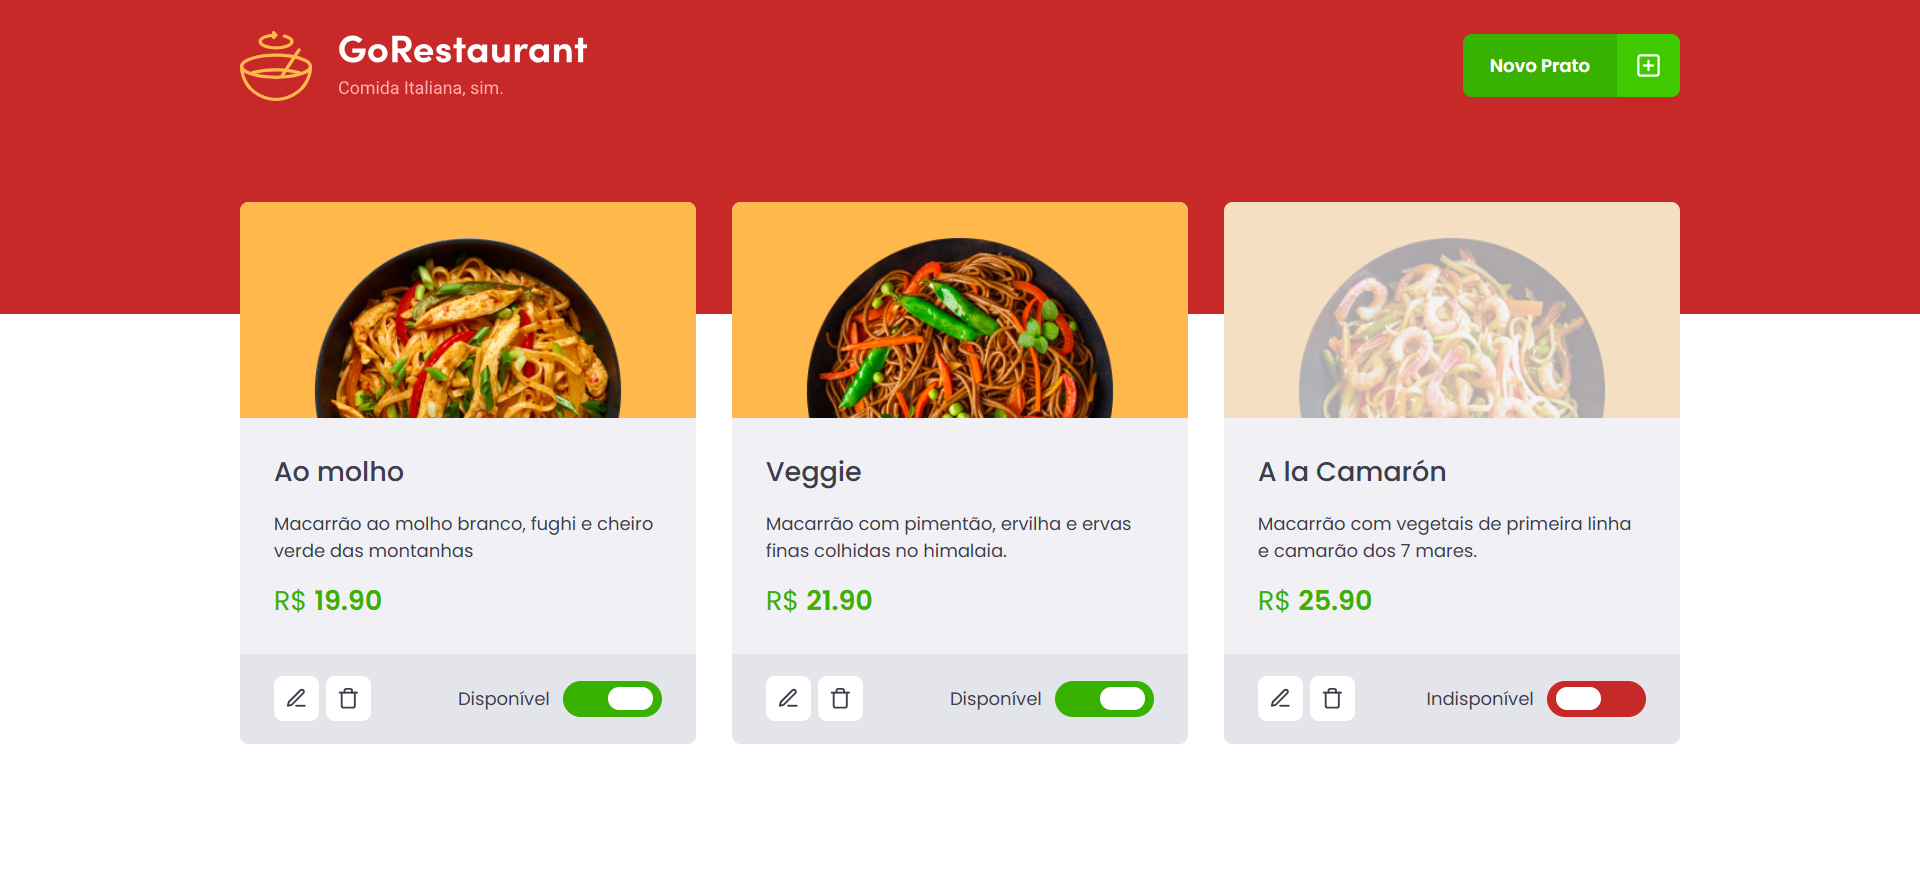 GoRestaurant
Comida Italiana, sim.
Novo Prato
Ao molho
Macarrão ao molho branco, fughi e cheiro
verde das montanhas
R$ 19.90
Disponível
Veggie
Macarrão com pimentão, ervilha e ervas
finas colhidas no himalaia.
R$ 21.90
Disponível
A la Camarón
Macarrão com vegetais de primeira linha
e camarão dos 7 mares.
R$ 25.90
Indisponível